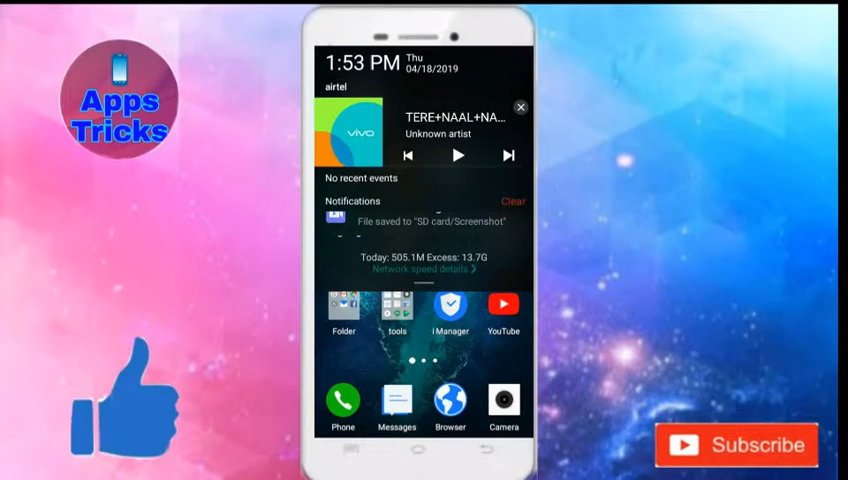 Apps
Tricks
1:53 PM
Thu
04/18/2019
airtel
vivo
TERE+NAAL+NA...
Unknown artist
No recent events
Notifications
Clear
File saved to "SD card/Screenshot"
Today: 505.1M Excess: 13.7G
Network speed details
Folder
tools
i Manager
YouTube
Phone
Messages
Browser
Camera
Subscribe